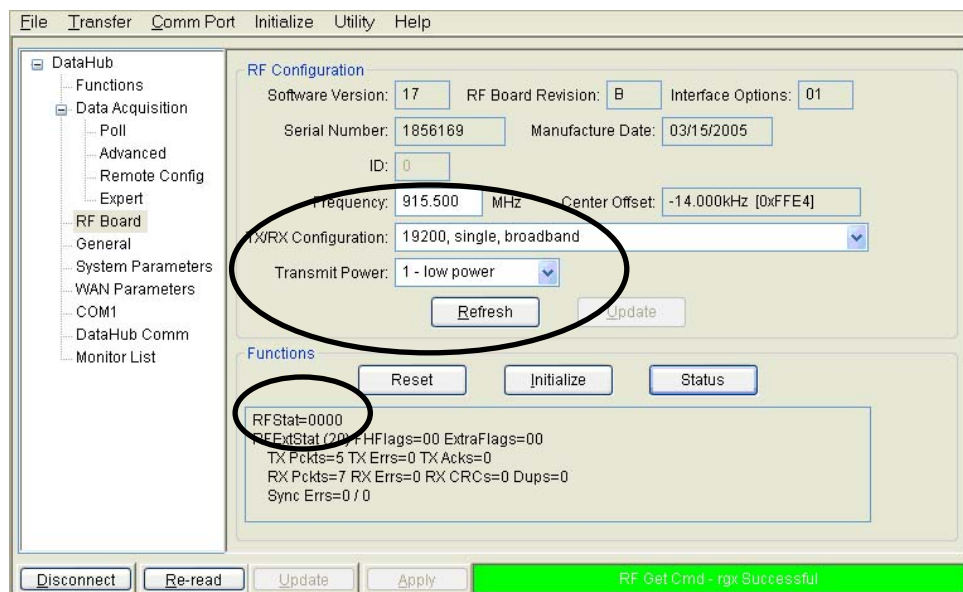 File Transfer Comm Port Initialize Utility Help
DataHub
Functions
Data Acquisition
Poll
Advanced
Remote Config
Expert
RF Board
General
System Parameters
WAN Parameters
COM1
DataHub Comm
Monitor List
RF Configuration
Software Version: 17 RF Board Revision: B Interface Options: 01
Serial Number: 1856169 Manufacture Date: 03/15/2005
ID: 0
Frequency: 915.500 MHz Center Offset: -14.000kHz [0xFFE4]
TX/RX Configuration: 19200, single, broadband
Transmit Power: 1 - low power
Refresh Update
Functions
Reset Initialize Status
RFStat=0000
RFExtStat (20) FHFlags=00 ExtraFlags=00
TX Pckts=5 TX Errs=0 TX Acks=0
RX Pckts=7 RX Errs=0 RX CRCs=0 Dups=0
Sync Errs=0 / 0
Disconnect Re-read Update Apply RF Get Cmd - rgx Successful